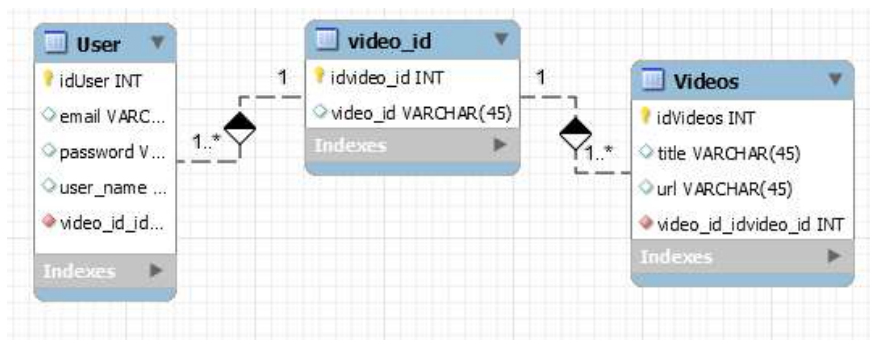 User
idUser INT
email VARC...
password V...
user_name ...
video_id_id...
Indexes
1..*
1
video_id
idvideo_id INT
video_id VARCHAR(45)
Indexes
1
1..*
Videos
idVideos INT
title VARCHAR(45)
url VARCHAR(45)
video_id_idvideo_id INT
Indexes